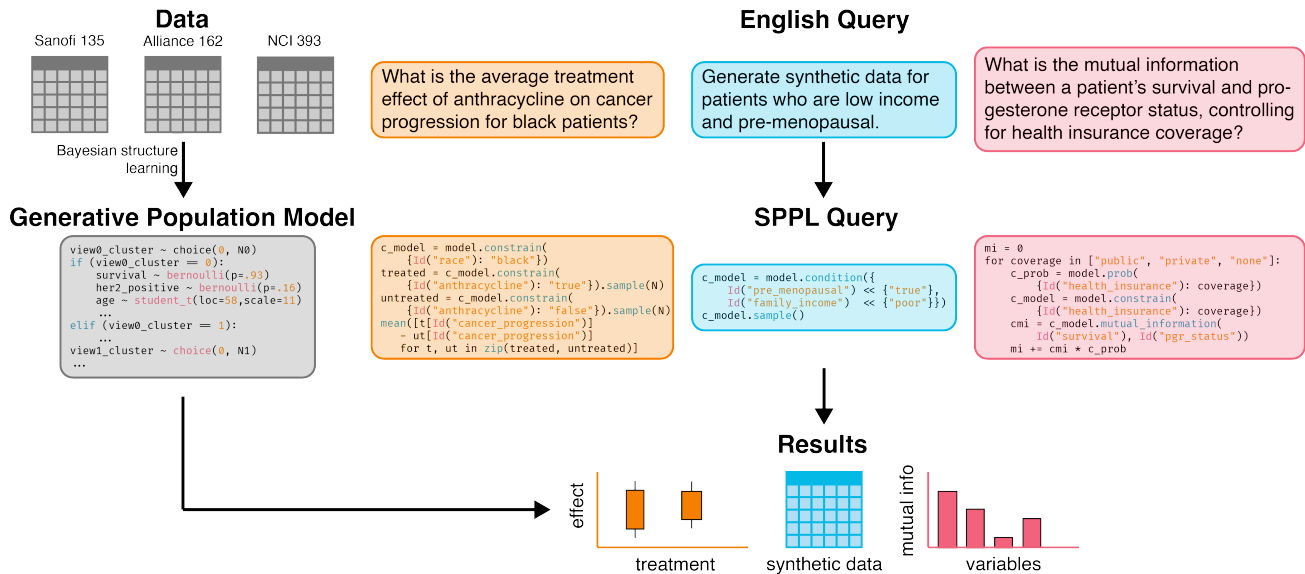 Data
Sanofi 135
Alliance 162
NCI 393
Bayesian structure
learning
Generative Population Model
view0_cluster ~ choice(0, N0)
if (view0_cluster == 0):
    survival ~ bernoulli(p=.93)
    her2_positive ~ bernoulli(p=.16)
    age ~ student_t(loc=58,scale=11)
    ...
elif (view0_cluster == 1):
    ...
view1_cluster ~ choice(0, N1)
...
English Query
What is the average treatment
effect of anthracycline on cancer
progression for black patients?
Generate synthetic data for
patients who are low income
and pre-menopausal.
What is the mutual information
between a patient's survival and pro-
gesterone receptor status, controlling
for health insurance coverage?
SPPL Query
c_model = model.constrain(
    {Id("race"): "black"})
treated = c_model.constrain(
    {Id("anthracycline"): "true"}).sample(N)
untreated = c_model.constrain(
    {Id("anthracycline"): "false"}).sample(N)
mean([t[Id("cancer_progression")]
   - ut[Id("cancer_progression")]
   for t, ut in zip(treated, untreated)]
c_model = model.condition({
    Id("pre_menopausal") << {"true"},
    Id("family_income")  << {"poor"}})
c_model.sample()
mi = 0
for coverage in ["public", "private", "none"]:
    c_prob = model.prob(
        {Id("health_insurance"): coverage})
    c_model = model.constrain(
        {Id("health_insurance"): coverage})
    cmi = c_model.mutual_information(
        Id("survival"), Id("pgr_status"))
    mi += cmi * c_prob
Results
effect
treatment
synthetic data
mutual info
variables